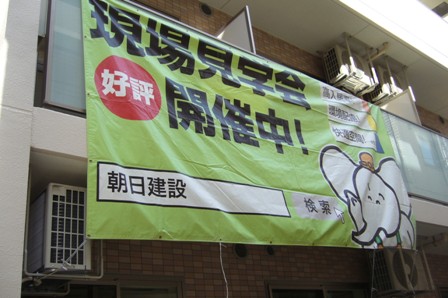 現場見学会
好評
開催中!
朝日建設
検索